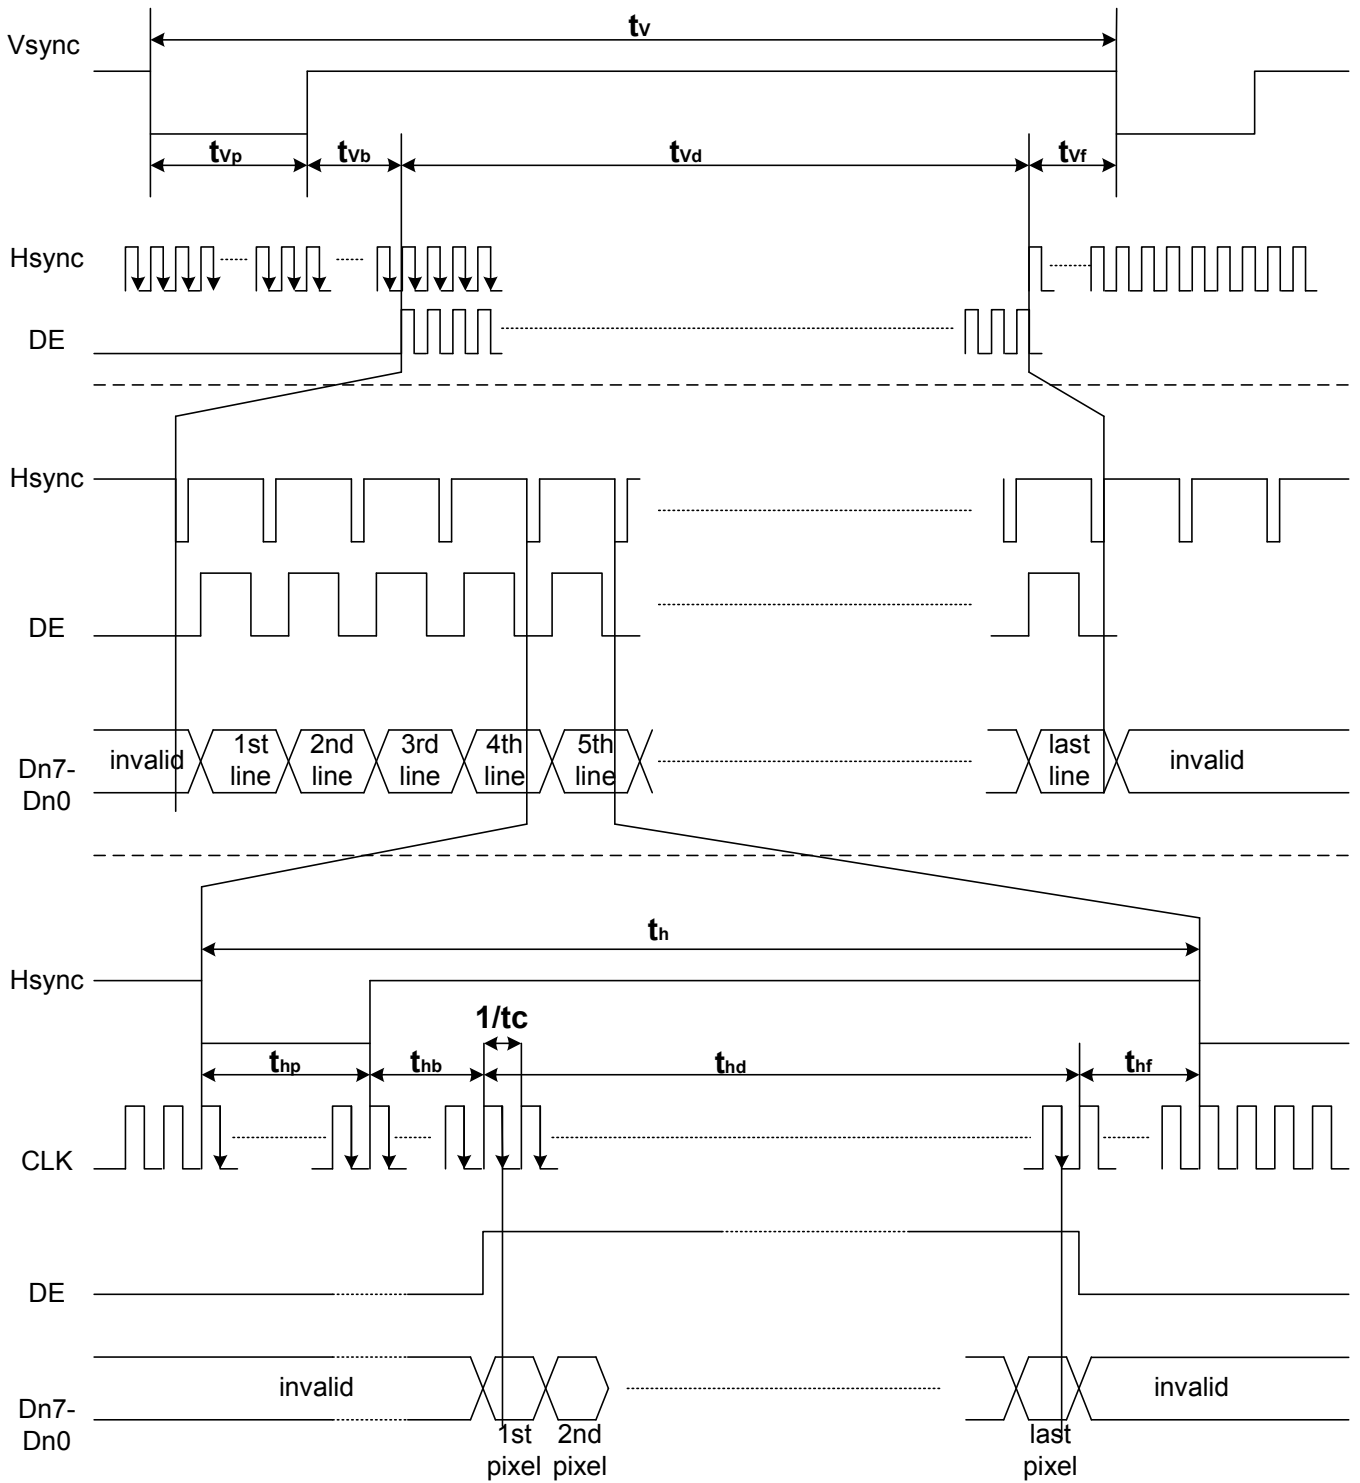 tv
Vsync
tvp
tvb
tvd
tvf
Hsync
DE
Hsync
DE
Dn7-
Dn0
invalid
1st
line
2nd
line
3rd
line
4th
line
5th
line
last
line
invalid
th
Hsync
1/tc
thp
thb
thd
thf
CLK
DE
Dn7-
Dn0
invalid
1st
pixel
2nd
pixel
last
pixel
invalid